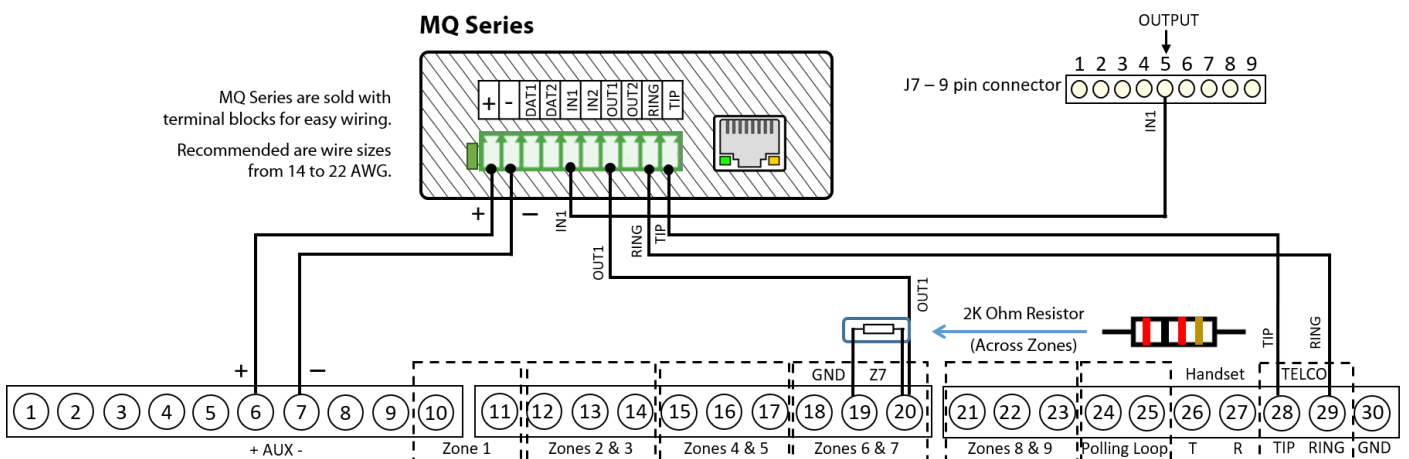 MQ Series
OUTPUT
1 2 3 4 5 6 7 8 9
J7 – 9 pin connector
MQ Series are sold with
terminal blocks for easy wiring.
Recommended are wire sizes
from 14 to 22 AWG.
+ - DAT1 DAT2 IN1 IN2 OUT1 OUT2 RING TIP
IN1
+ – IN1 OUT1 RING TIP
OUT1
2K Ohm Resistor
(Across Zones)
TIP RING
+ –
GND Z7
Handset
TELCO
1 2 3 4 5 6 7 8 9 10 11 12 13 14 15 16 17 18 19 20 21 22 23 24 25 26 27 28 29 30
+ AUX -
Zone 1
Zones 2 & 3
Zones 4 & 5
Zones 6 & 7
Zones 8 & 9
Polling Loop
T R TIP RING GND